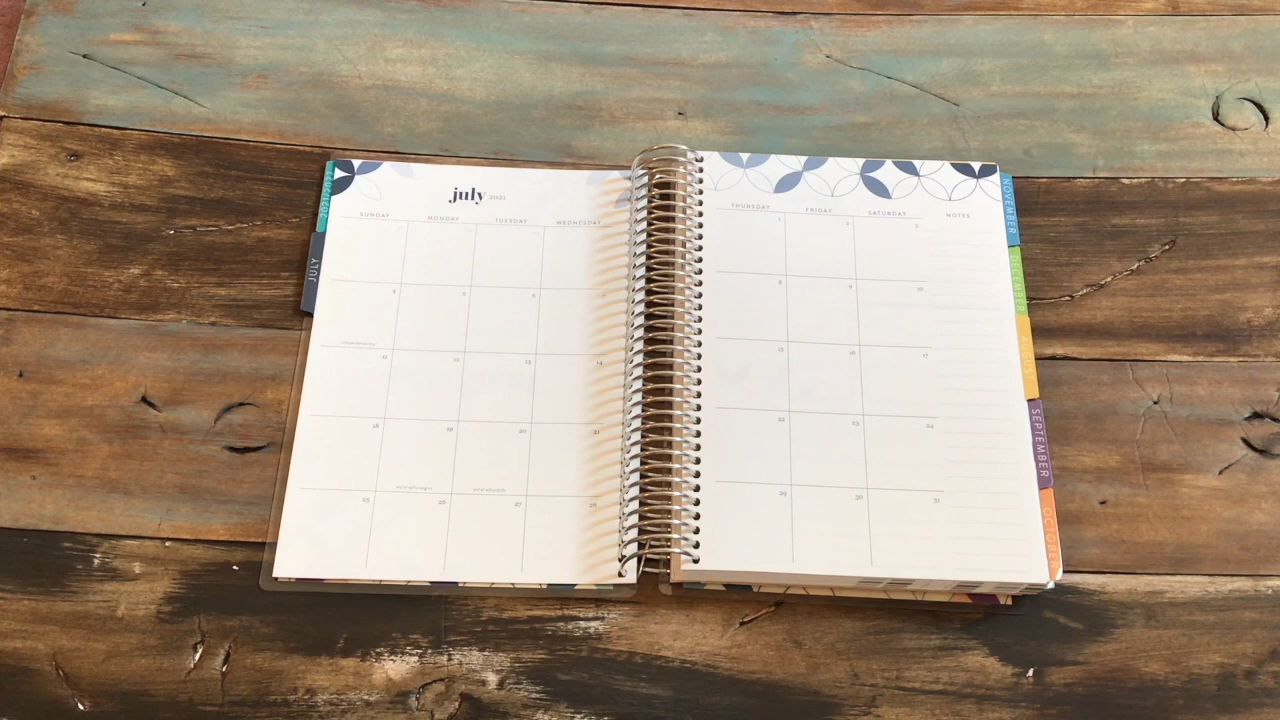 july 2021
SUNDAY MONDAY TUESDAY WEDNESDAY
4 5 6 7
11 12 13 14
18 19 20 21
25 26 27 28
THURSDAY FRIDAY SATURDAY NOTES
1 2 3
8 9 10
15 16 17
22 23 24
29 30 31
JULY
NOVEMBER
DECEMBER
AUGUST
SEPTEMBER
OCTOBER